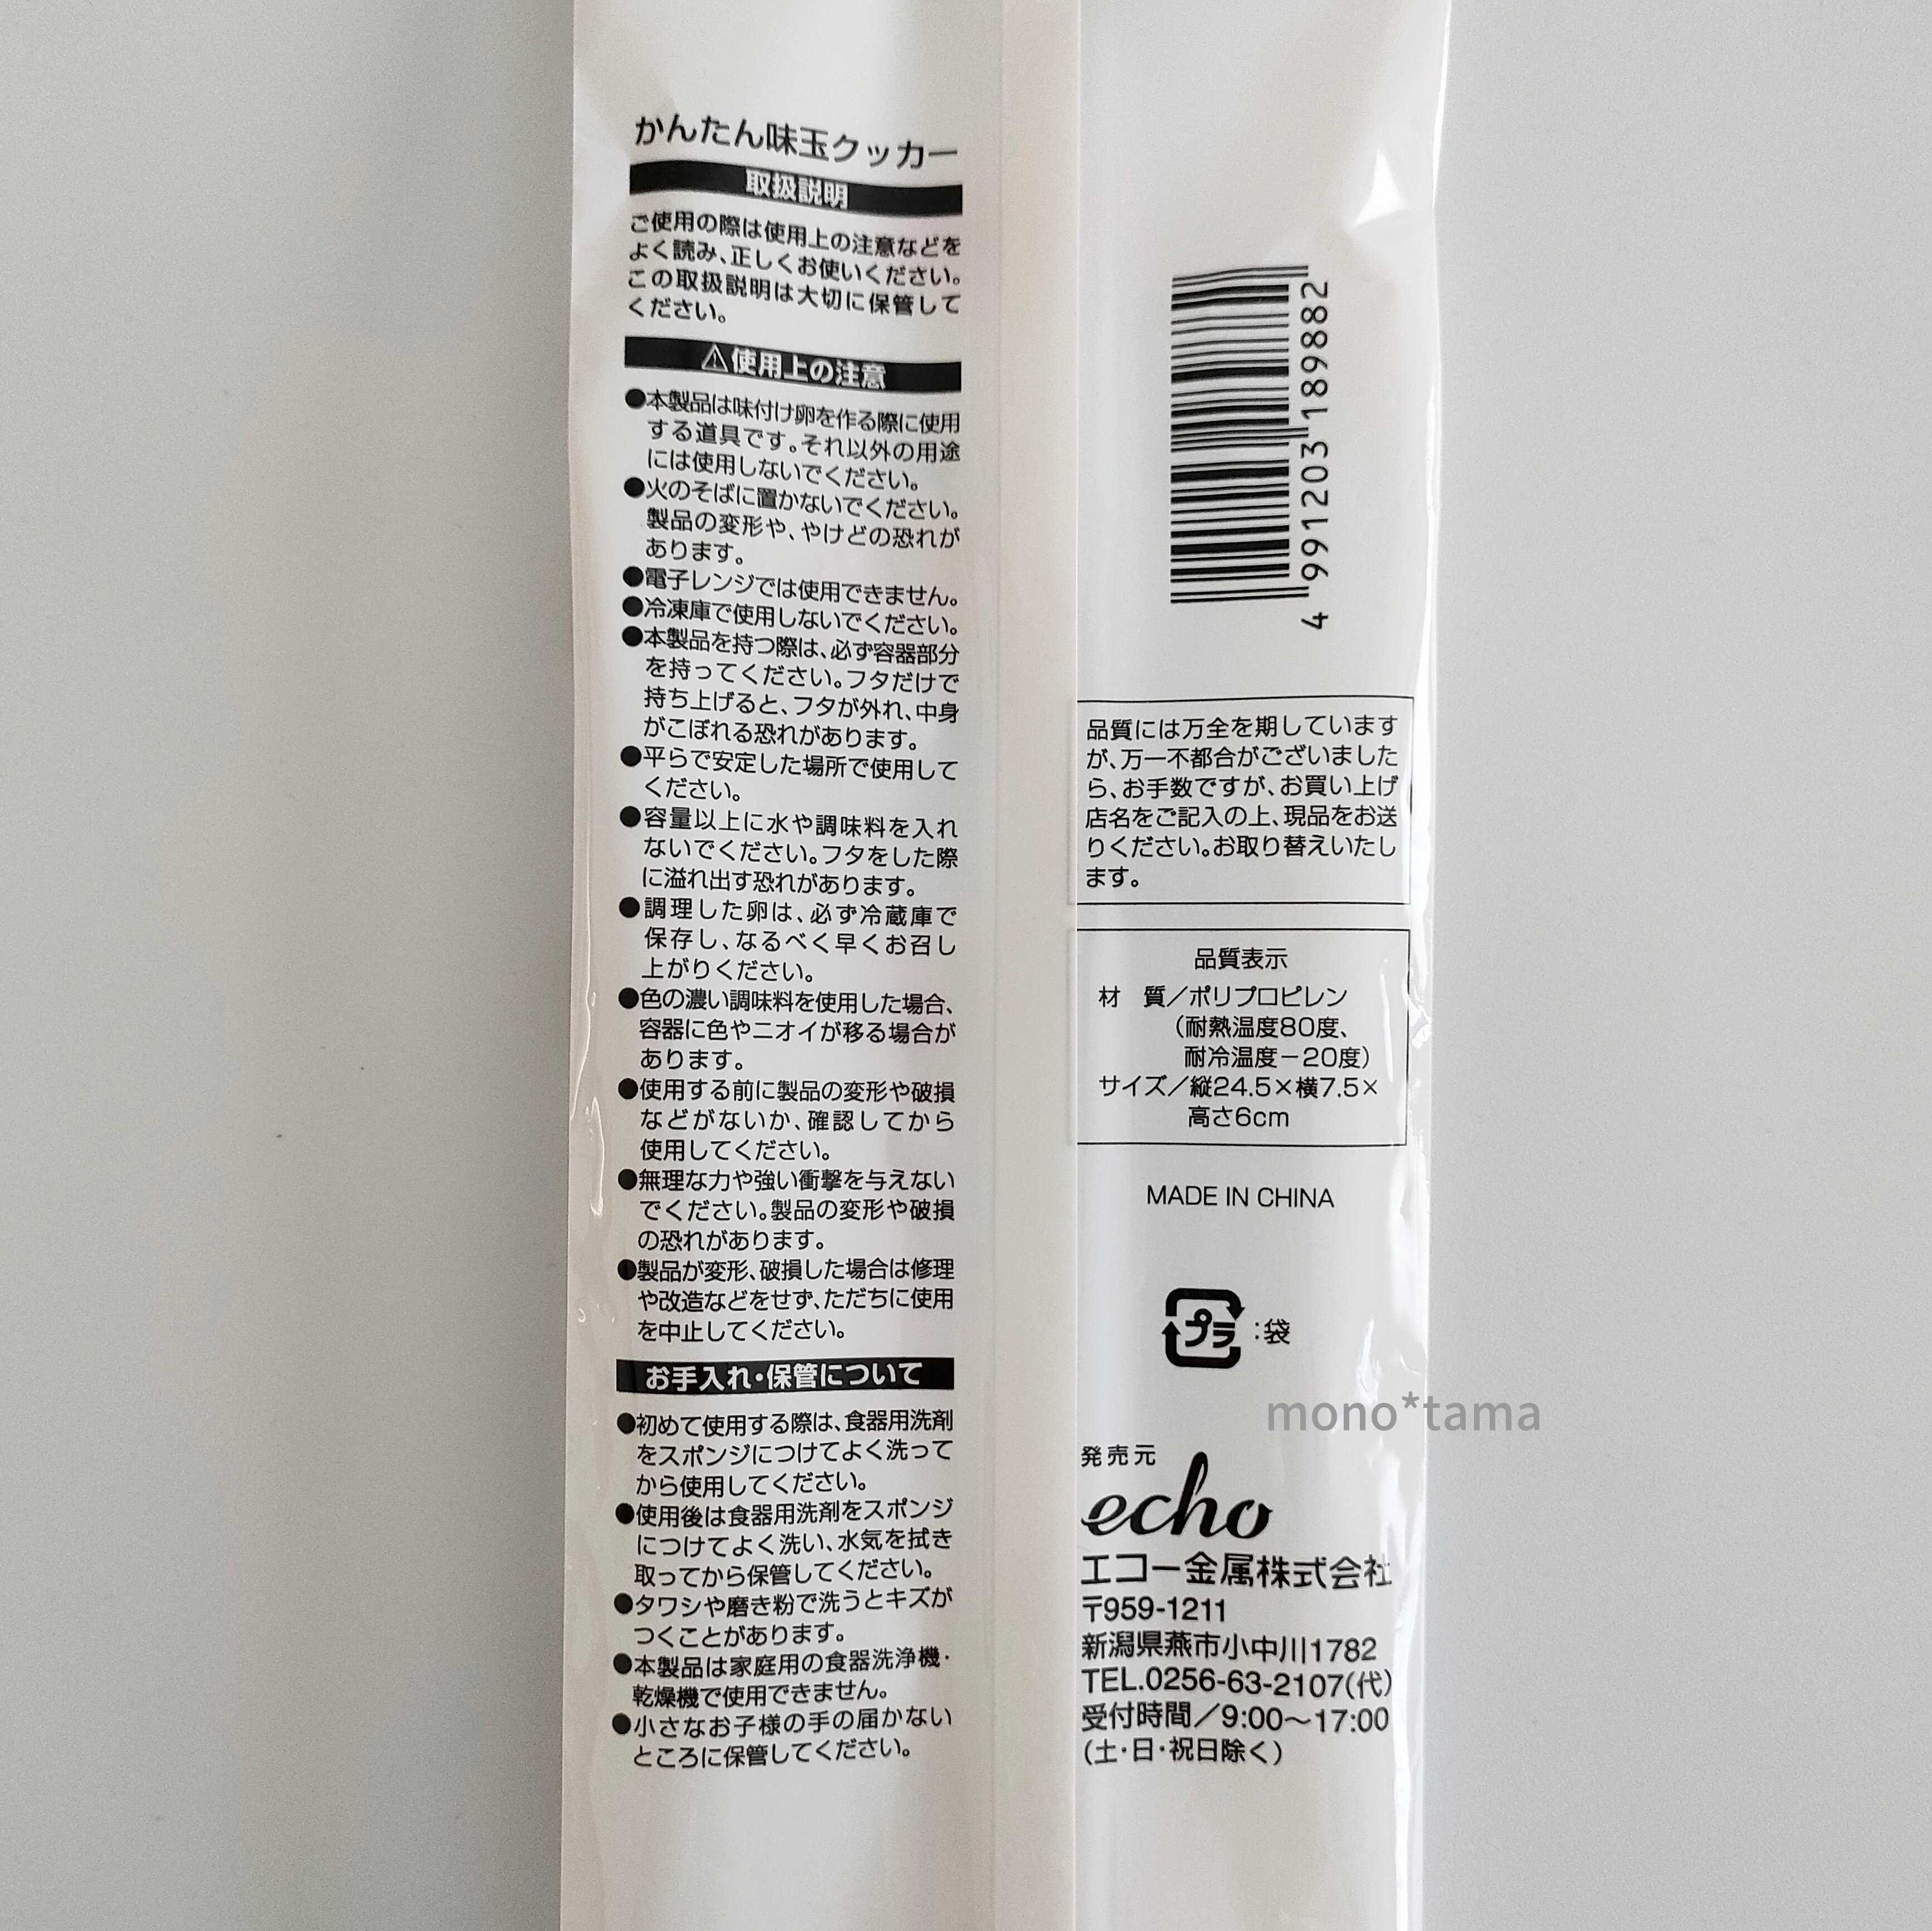 かんたん味玉クッカー
取扱説明
ご使用の際は使用上の注意などを
よく読み、正しくお使いください。
この取扱説明は大切に保管して
ください。
⚠使用上の注意
●本製品は味付け卵を作る際に使用
する道具です。それ以外の用途
には使用しないでください。
●火のそばに置かないでください。
製品の変形や、やけどの恐れが
あります。
●電子レンジでは使用できません。
●冷凍庫で使用しないでください。
●本製品を持つ際は、必ず容器部分
を持ってください。フタだけで
持ち上げると、フタが外れ、中身
がこぼれる恐れがあります。
●平らで安定した場所で使用して
ください。
●容量以上に水や調味料を入れ
ないでください。フタをした際
に溢れ出す恐れがあります。
●調理した卵は、必ず冷蔵庫で
保存し、なるべく早くお召し
上がりください。
●色の濃い調味料を使用した場合、
容器に色やニオイが移る場合が
あります。
●使用する前に製品の変形や破損
などがないか、確認してから
使用してください。
●無理な力や強い衝撃を与えない
でください。製品の変形や破損
の恐れがあります。
●製品が変形、破損した場合は修理
や改造などをせず、ただちに使用
を中止してください。
お手入れ・保管について
●初めて使用する際は、食器用洗剤
をスポンジにつけてよく洗って
から使用してください。
●使用後は食器用洗剤をスポンジ
につけてよく洗い、水気を拭き
取ってから保管してください。
●タワシや磨き粉で洗うとキズが
つくことがあります。
●本製品は家庭用の食器洗浄機・
乾燥機で使用できません。
●小さなお子様の手の届かない
ところに保管してください。
4 991203 189882
品質には万全を期しています
が、万一不都合がございました
ら、お手数ですが、お買い上げ
店名をご記入の上、現品をお送
りください。お取り替えいたし
ます。
品質表示
材 質／ポリプロピレン
（耐熱温度80度、
耐冷温度－20度）
サイズ／縦24.5×横7.5×
高さ6cm
MADE IN CHINA
プラ :袋
mono*tama
発売元
echo
エコー金属株式会社
〒959-1211
新潟県燕市小中川1782
TEL.0256-63-2107(代)
受付時間／9:00～17:00
(土・日・祝日除く)